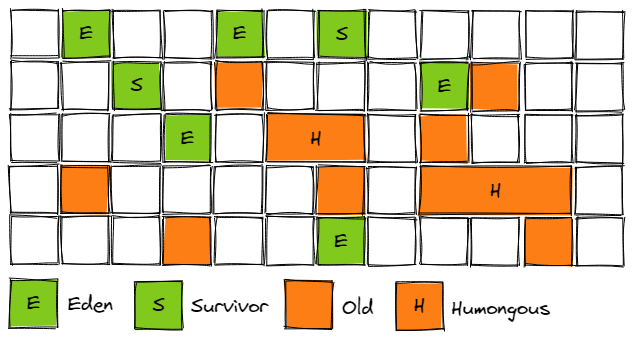 E E S
S E
E H
H
E
E Eden S Survivor Old H Humongous